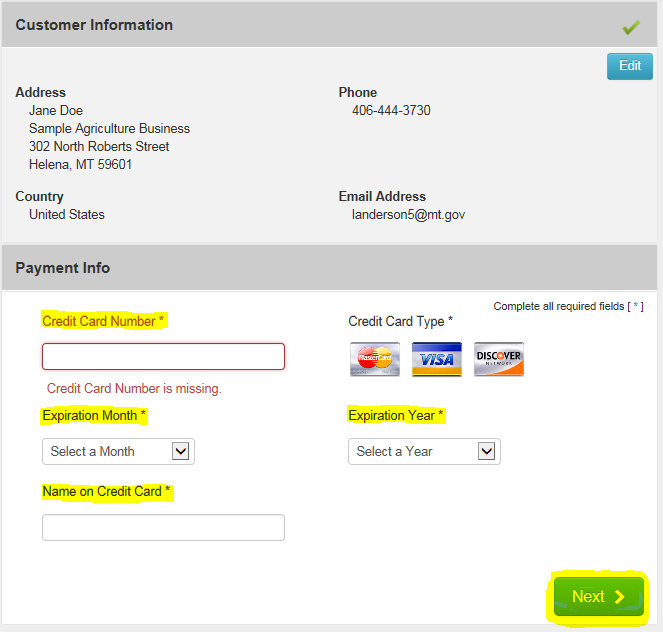 Customer Information
Edit
Address
Jane Doe
Sample Agriculture Business
302 North Roberts Street
Helena, MT 59601
Phone
406-444-3730
Country
United States
Email Address
landerson5@mt.gov
Payment Info
Complete all required fields [ * ]
Credit Card Number *
Credit Card Number is missing.
Credit Card Type *
MasterCard
VISA
DISCOVER
NETWORK
Expiration Month *
Select a Month
Expiration Year *
Select a Year
Name on Credit Card *
Next